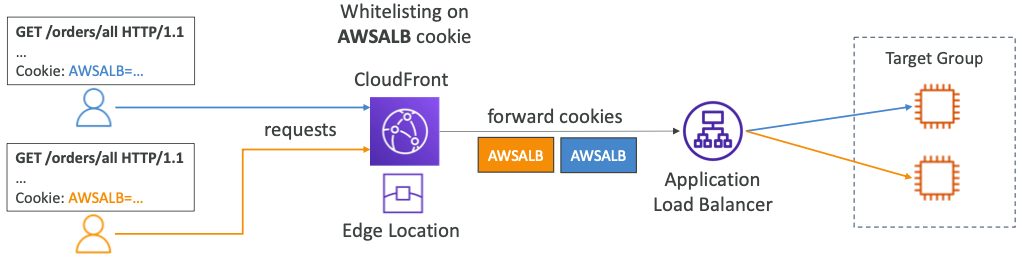 GET /orders/all HTTP/1.1
...
Cookie: AWSALB=...
Whitelisting on
AWSALB cookie
CloudFront
requests
forward cookies
AWSALB
AWSALB
Target Group
GET /orders/all HTTP/1.1
...
Cookie: AWSALB=...
Edge Location
Application
Load Balancer